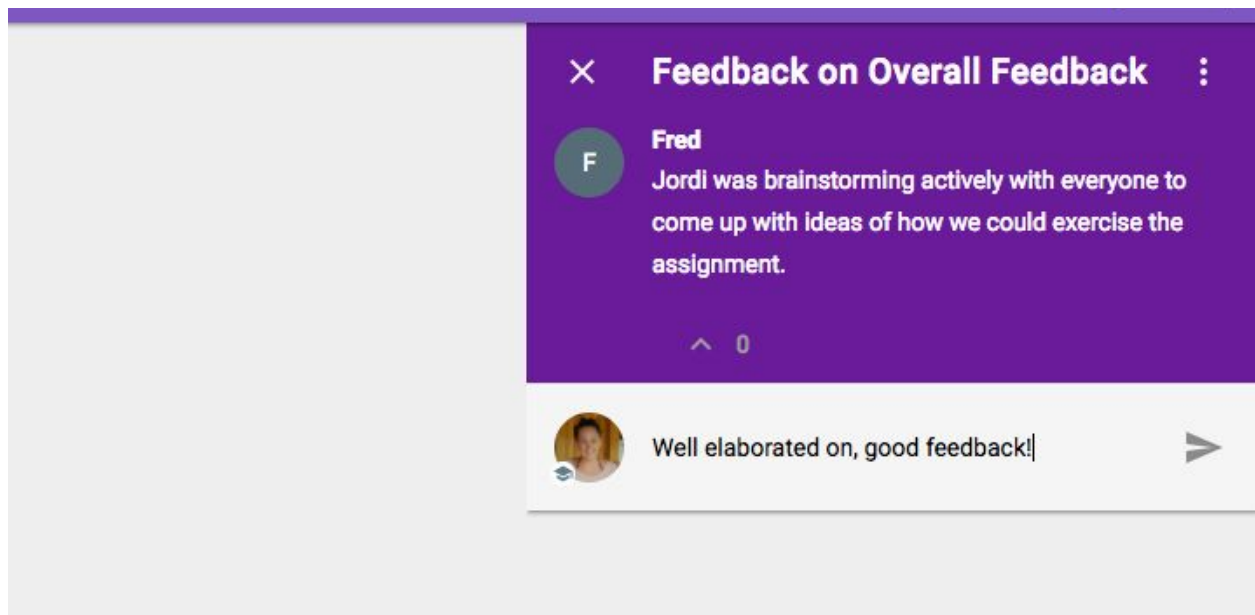 Feedback on Overall Feedback
F
Fred
Jordi was brainstorming actively with everyone to
come up with ideas of how we could exercise the
assignment.
0
Well elaborated on, good feedback!